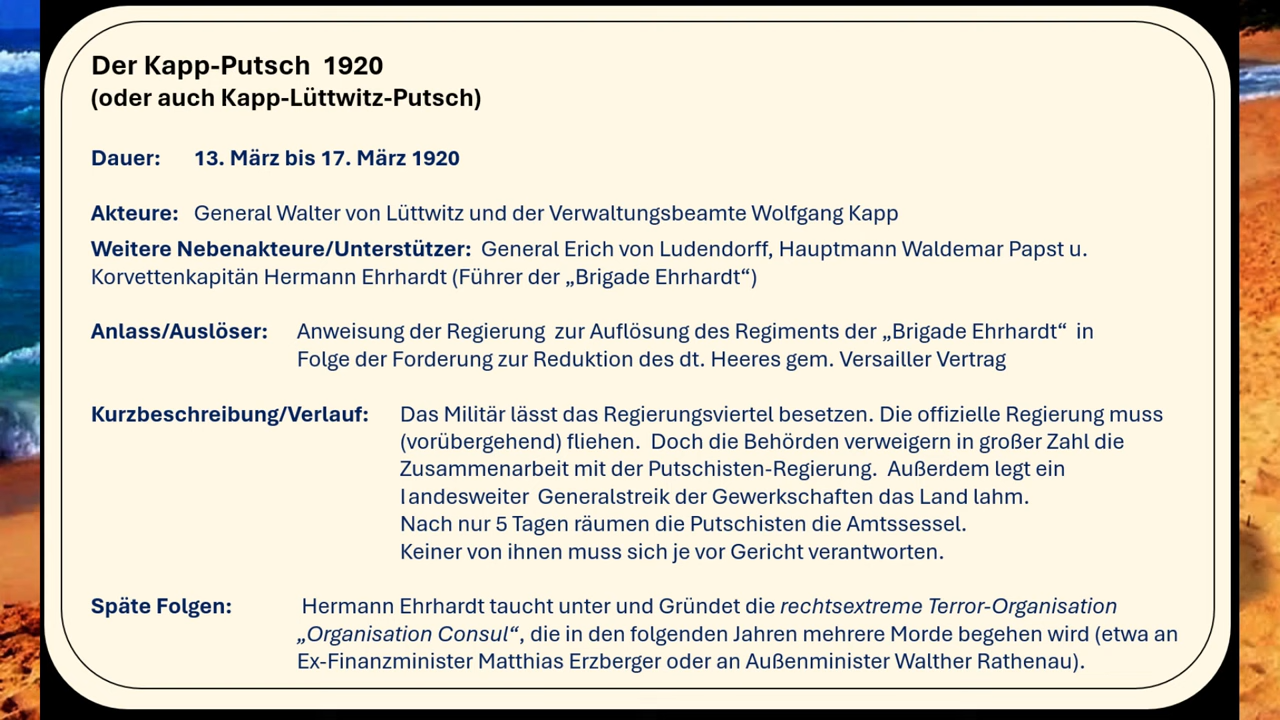 Der Kapp-Putsch 1920
(oder auch Kapp-Lüttwitz-Putsch)
Dauer: 13. März bis 17. März 1920
Akteure: General Walter von Lüttwitz und der Verwaltungsbeamte Wolfgang Kapp
Weitere Nebenakteure/Unterstützer: General Erich von Ludendorff, Hauptmann Waldemar Papst u.
Korvettenkapitän Hermann Ehrhardt (Führer der „Brigade Ehrhardt“)
Anlass/Auslöser: Anweisung der Regierung zur Auflösung des Regiments der „Brigade Ehrhardt“ in
Folge der Forderung zur Reduktion des dt. Heeres gem. Versailler Vertrag
Kurzbeschreibung/Verlauf: Das Militär lässt das Regierungsviertel besetzen. Die offizielle Regierung muss
(vorübergehend) fliehen. Doch die Behörden verweigern in großer Zahl die
Zusammenarbeit mit der Putschisten-Regierung. Außerdem legt ein
landesweiter Generalstreik der Gewerkschaften das Land lahm.
Nach nur 5 Tagen räumen die Putschisten die Amtssessel.
Keiner von ihnen muss sich je vor Gericht verantworten.
Späte Folgen: Hermann Ehrhardt taucht unter und Gründet die rechtsextreme Terror-Organisation
„Organisation Consul“, die in den folgenden Jahren mehrere Morde begehen wird (etwa an
Ex-Finanzminister Matthias Erzberger oder an Außenminister Walther Rathenau).